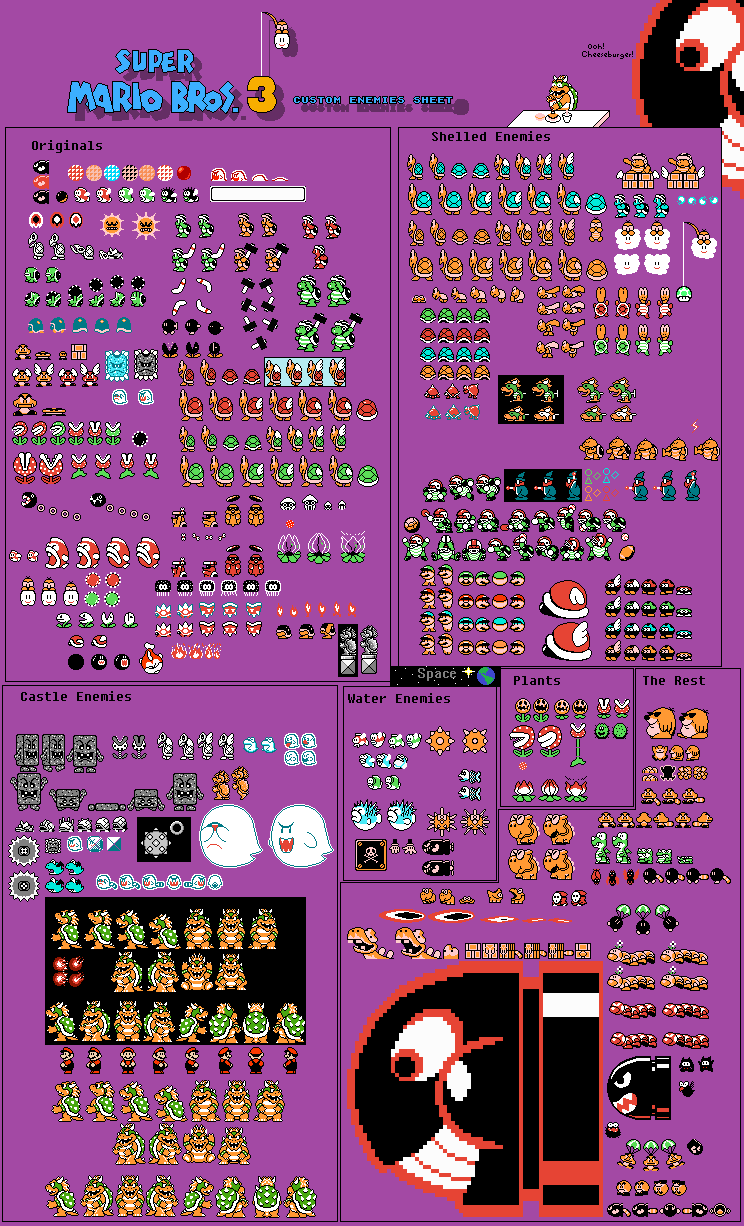 Ooh!
Cheeseburger!
SUPER
MARIO BROS. 3
CUSTOM ENEMIES SHEET
Originals
Shelled Enemies
Space
Castle Enemies
Water Enemies
Plants
The Rest